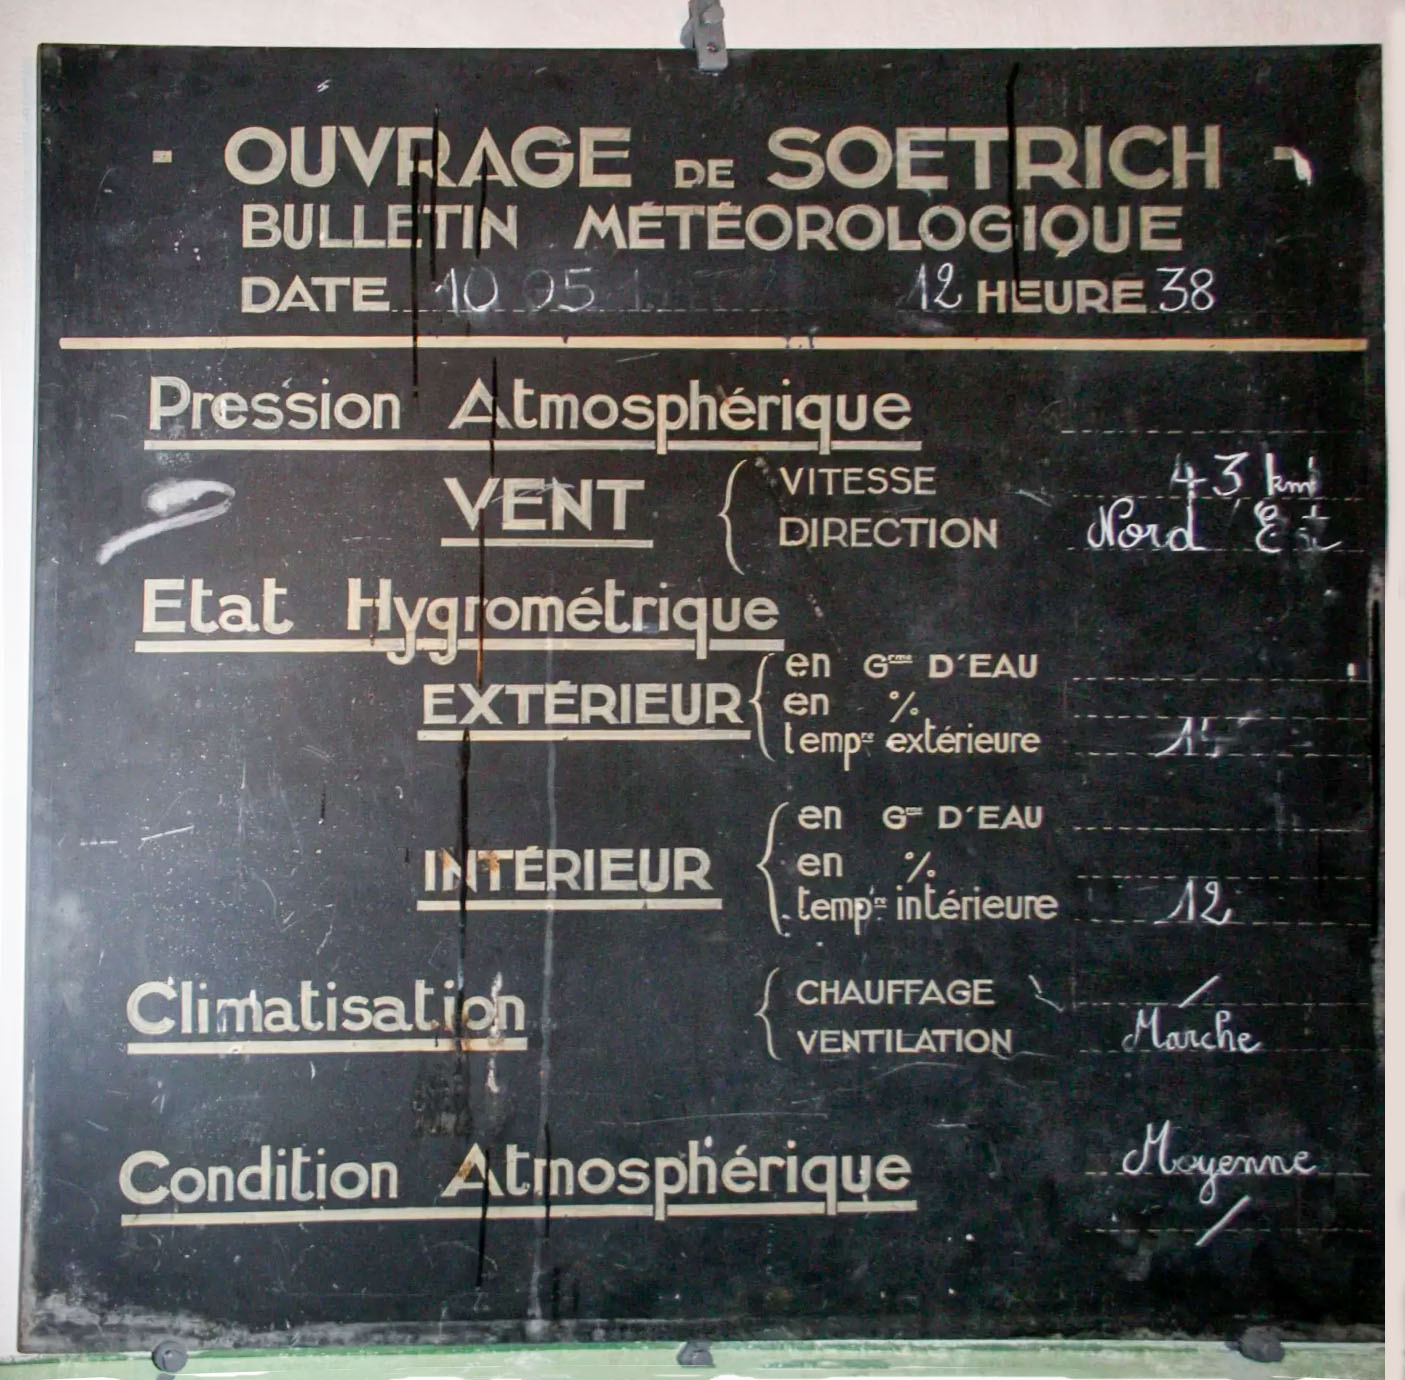 - OUVRAGE DE SOETRICH -
BULLETIN MÉTÉOROLOGIQUE
DATE 10 05 12 HEURE 38
Pression Atmosphérique
VENT { VITESSE 43 km
DIRECTION Nord Est
Etat Hygrométrique
EXTÉRIEUR { en Grme D'EAU
en %
tempre extérieure
INTÉRIEUR { en Grme D'EAU
en %
tempre intérieure 12
Climatisation { CHAUFFAGE /
VENTILATION Marche
Condition Atmosphérique Moyenne
/